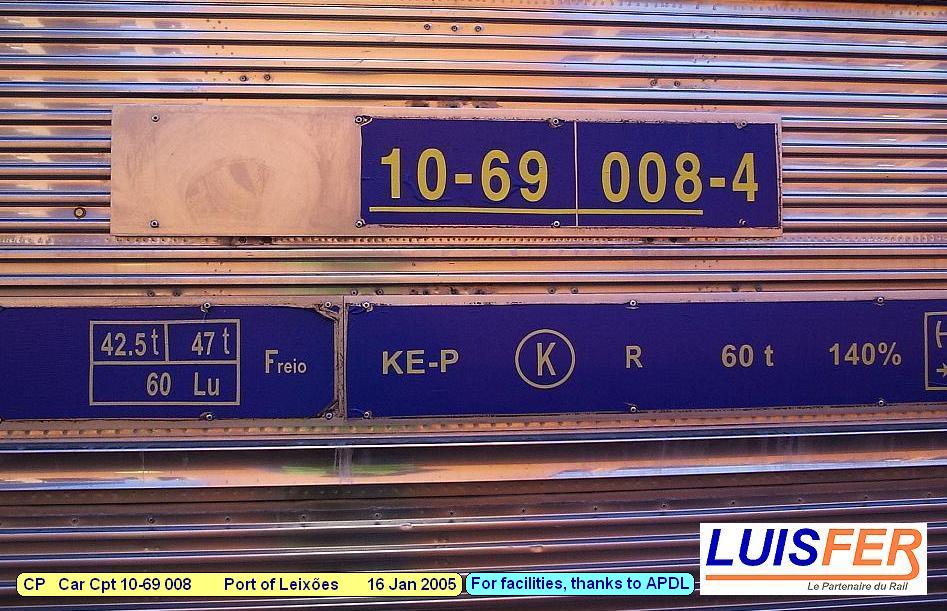 10-69 008-4
42.5t 47 t
60 Lu
Freio
KE-P K R 60 t 140%
CP Car Cpt 10-69 008 Port of Leixões 16 Jan 2005 For facilities, thanks to APDL
LUISFER
Le Partenaire du Rail